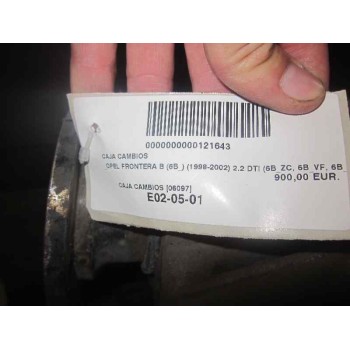 0000000000121643
CAJA CAMBIOS
OPEL FRONTERA B (6B_) (1998-2002) 2.2 DTI (6B_ZC, 6B_VF, 6B_
900,00 EUR.
CAJA CAMBIOS [06097]
E02-05-01